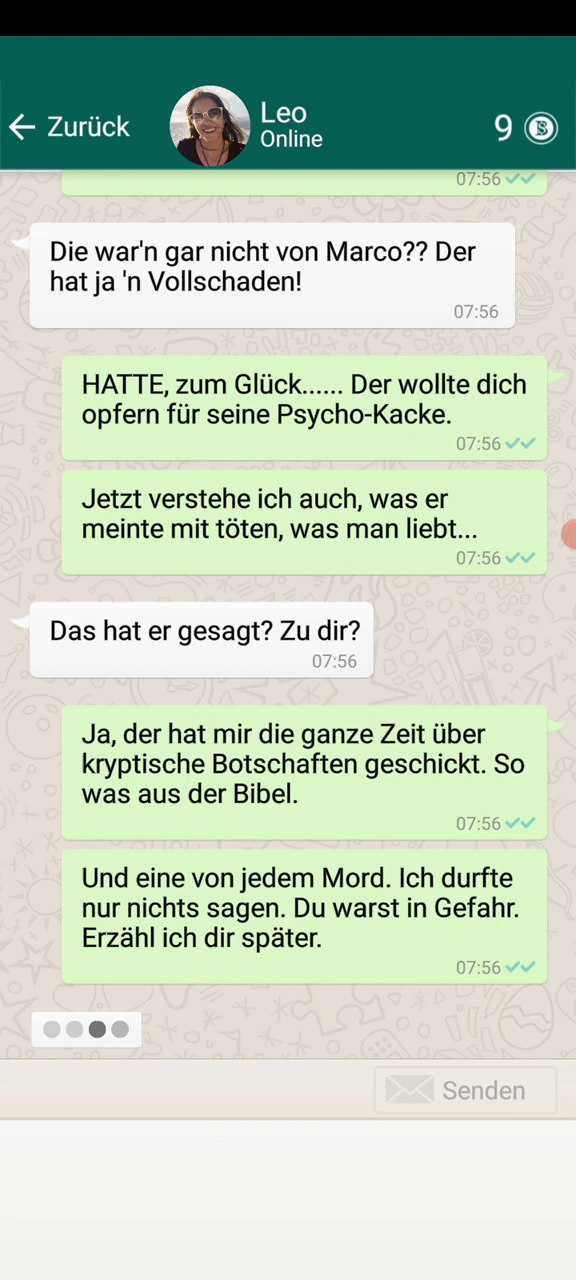 Zurück
Leo
Online
9
07:56
Die war'n gar nicht von Marco?? Der
hat ja 'n Vollschaden!
07:56
HATTE, zum Glück...... Der wollte dich
opfern für seine Psycho-Kacke.
07:56
Jetzt verstehe ich auch, was er
meinte mit töten, was man liebt...
07:56
Das hat er gesagt? Zu dir?
07:56
Ja, der hat mir die ganze Zeit über
kryptische Botschaften geschickt. So
was aus der Bibel.
07:56
Und eine von jedem Mord. Ich durfte
nur nichts sagen. Du warst in Gefahr.
Erzähl ich dir später.
07:56
Senden